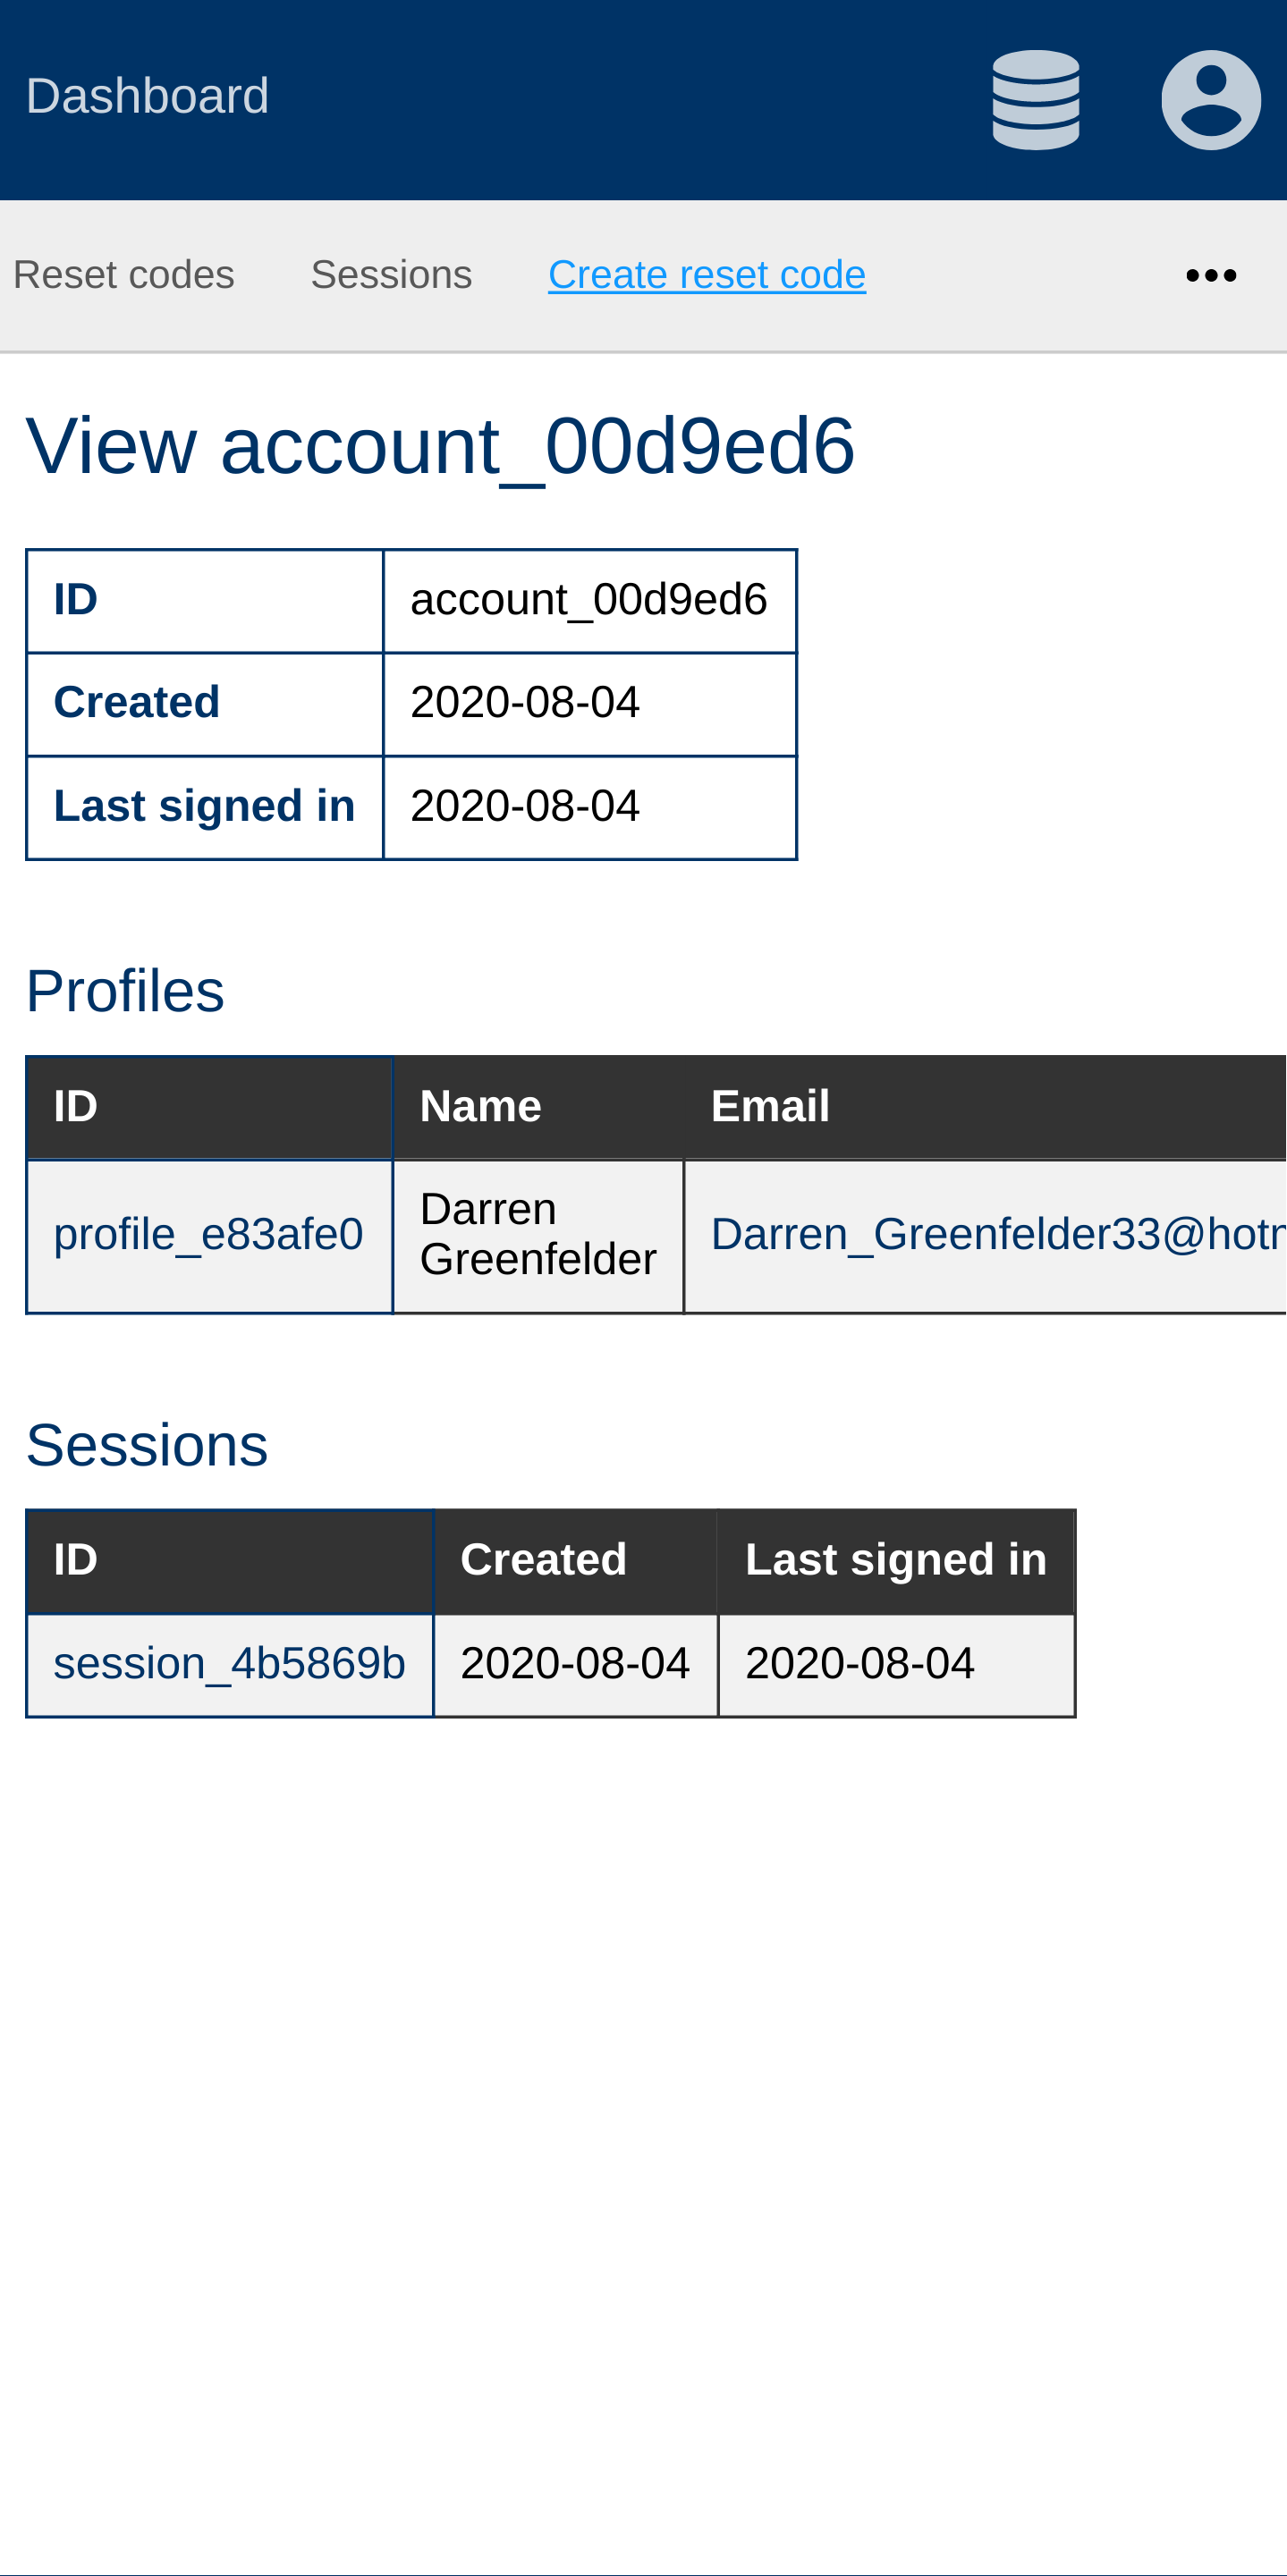 Dashboard
Reset codes Sessions Create reset code
View account_00d9ed6
ID account_00d9ed6
Created 2020-08-04
Last signed in 2020-08-04
Profiles
ID Name Email
profile_e83afe0 Darren Greenfelder Darren_Greenfelder33@hotm
Sessions
ID Created Last signed in
session_4b5869b 2020-08-04 2020-08-04